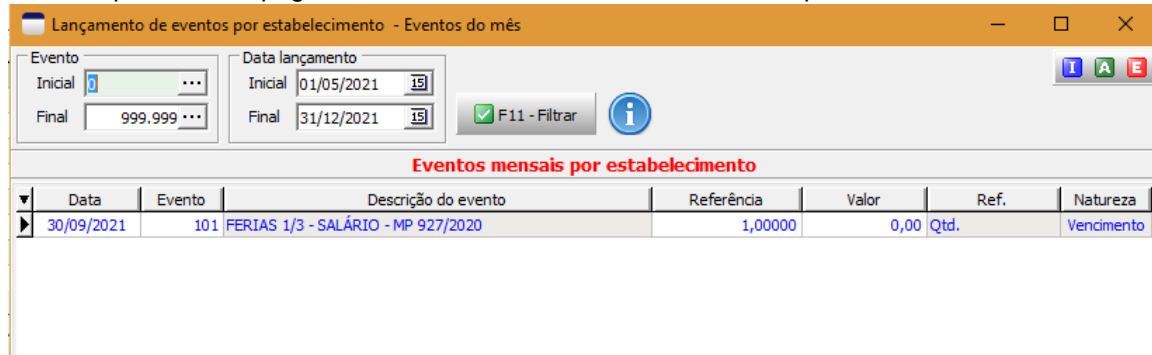 Lançamento de eventos por estabelecimento - Eventos do mês
Evento
Data lançamento
Inicial 0 ... Inicial 01/05/2021 15
I A E
Final 999.999 ... Final 31/12/2021 15 F11 - Filtrar i
Eventos mensais por estabelecimento
Data Evento Descrição do evento Referência Valor Ref. Natureza
30/09/2021 101 FERIAS 1/3 - SALÁRIO - MP 927/2020 1,00000 0,00 Qtd. Vencimento